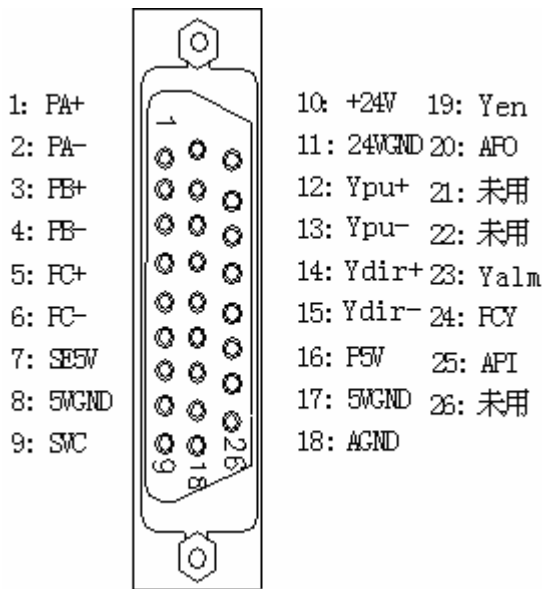 1: PA+
2: PA-
3: PB+
4: PB-
5: PC+
6: PC-
7: SE5V
8: 5VGND
9: SVC
1
9
18
26
10: +24V 19: Yen
11: 24VGND 20: AFO
12: Ypu+ 21: 未用
13: Ypu- 22: 未用
14: Ydir+ 23: Yalm
15: Ydir- 24: PCY
16: P5V 25: API
17: 5VGND 26: 未用
18: AGND